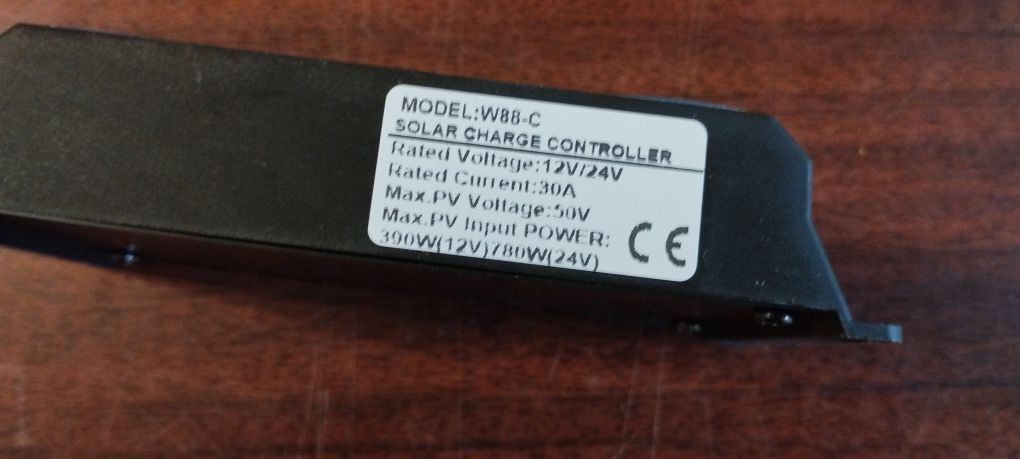 MODEL:W88-C
SOLAR CHARGE CONTROLLER
Rated Voltage:12V/24V
Rated Current:30A
Max.PV Voltage:50V
Max.PV Input POWER:
390W(12V)780W(24V)
CE